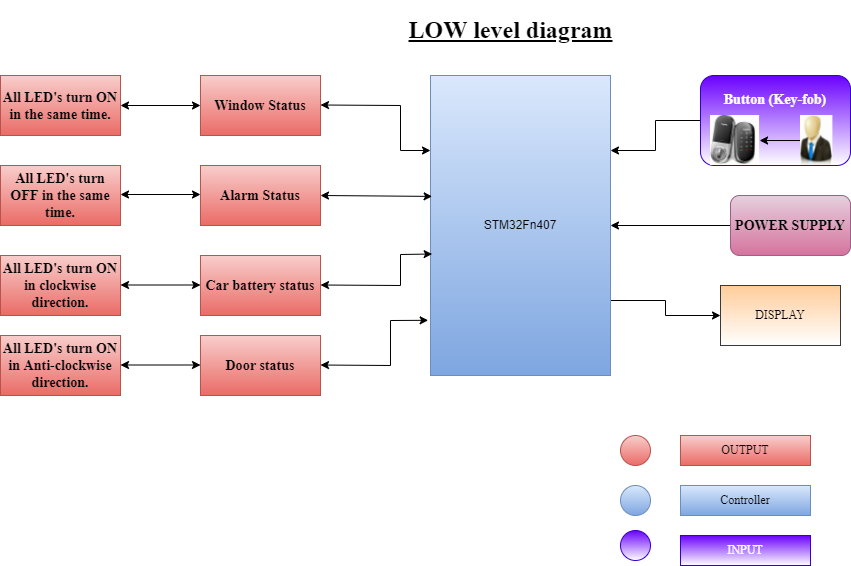 LOW level diagram
All LED's turn ON
in the same time.
Window Status
All LED's turn
OFF in the same
time.
Alarm Status
All LED's turn ON
in clockwise
direction.
Car battery status
All LED's turn ON
in Anti-clockwise
direction.
Door status
STM32Fn407
Button (Key-fob)
POWER SUPPLY
DISPLAY
OUTPUT
Controller
INPUT